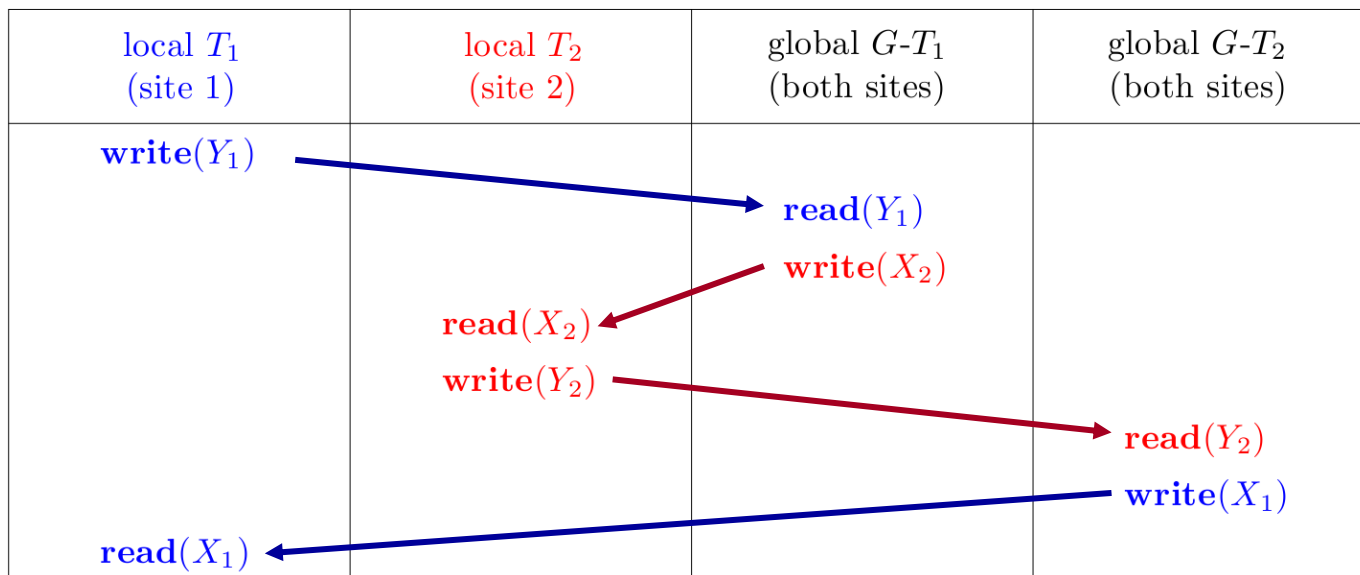 local T₁
(site 1)
local T₂
(site 2)
global G-T₁
(both sites)
global G-T₂
(both sites)
write(Y₁)
read(Y₁)
write(X₂)
read(X₂)
write(Y₂)
read(Y₂)
write(X₁)
read(X₁)